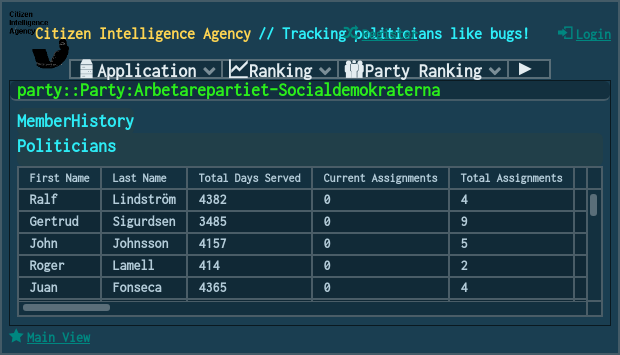 Citizen
Intelligence
Agency
Citizen Intelligence Agency // Tracking politicians like bugs!
Login
Application Ranking Party Ranking
party::Party:Arbetarepartiet-Socialdemokraterna
MemberHistory
Politicians
First Name Last Name Total Days Served Current Assignments Total Assignments
Ralf Lindström 4382 0 4
Gertrud Sigurdsen 3485 0 9
John Johnsson 4157 0 5
Roger Lamell 414 0 2
Juan Fonseca 4365 0 4
Main View